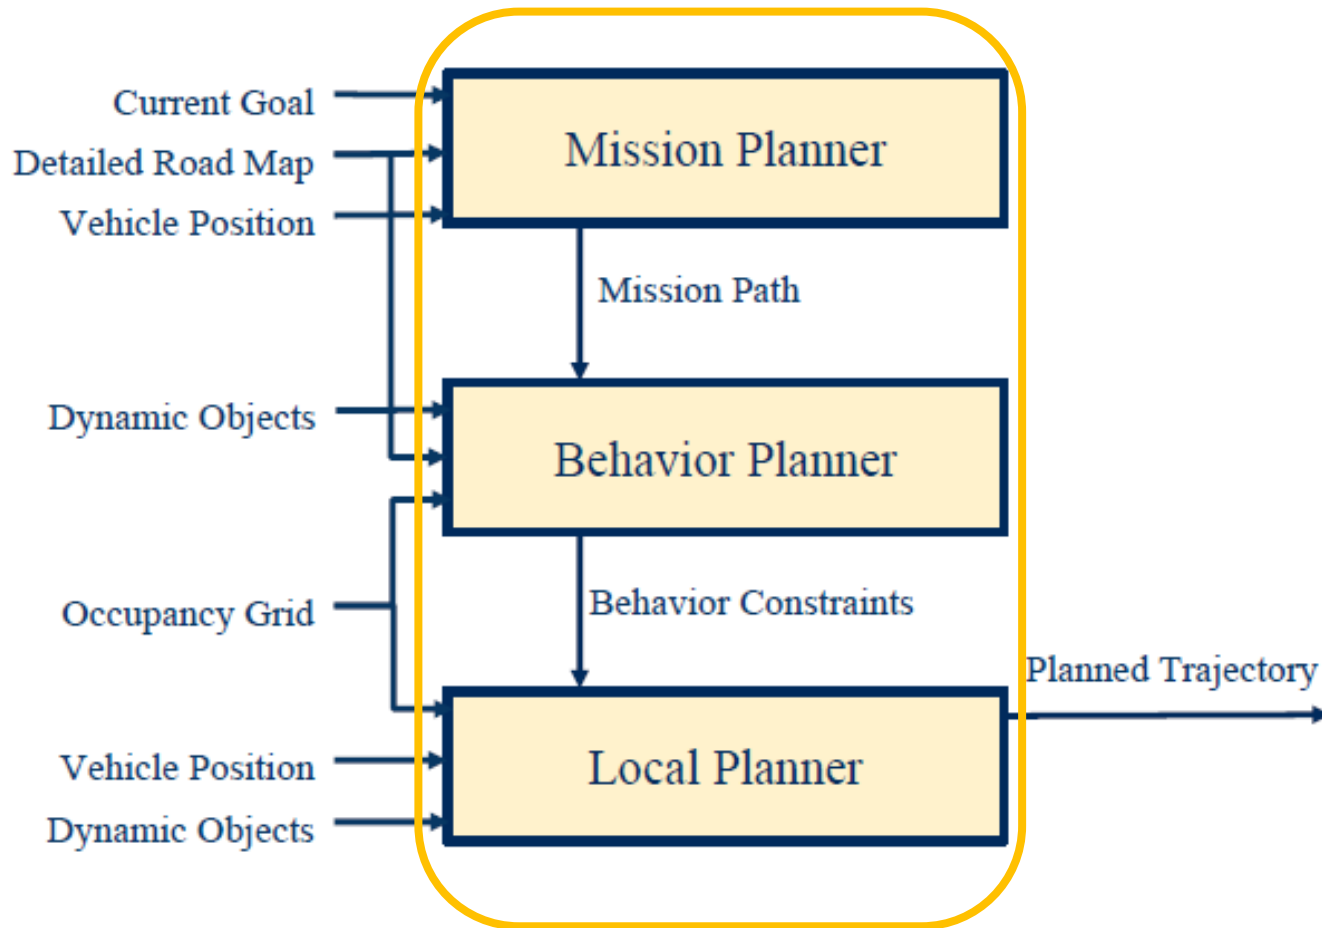 Current Goal
Detailed Road Map
Vehicle Position
Mission Planner
Mission Path
Dynamic Objects
Behavior Planner
Occupancy Grid
Behavior Constraints
Planned Trajectory
Vehicle Position
Local Planner
Dynamic Objects